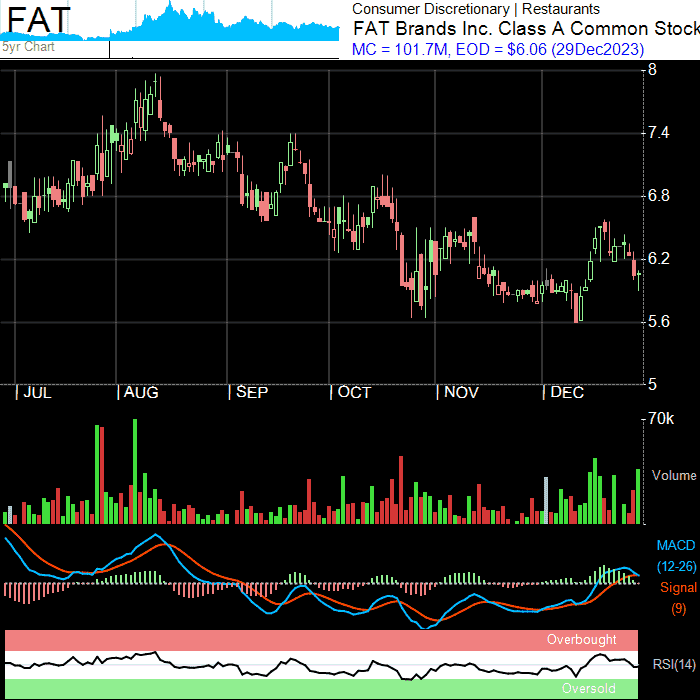 FAT
5yr Chart
Consumer Discretionary | Restaurants
FAT Brands Inc. Class A Common Stock
MC = 101.7M, EOD = $6.06 (29Dec2023)
8
7.4
6.8
6.2
5.6
5
JUL AUG SEP OCT NOV DEC
70k
Volume
MACD
(12-26)
Signal
(9)
Overbought
RSI(14)
Oversold